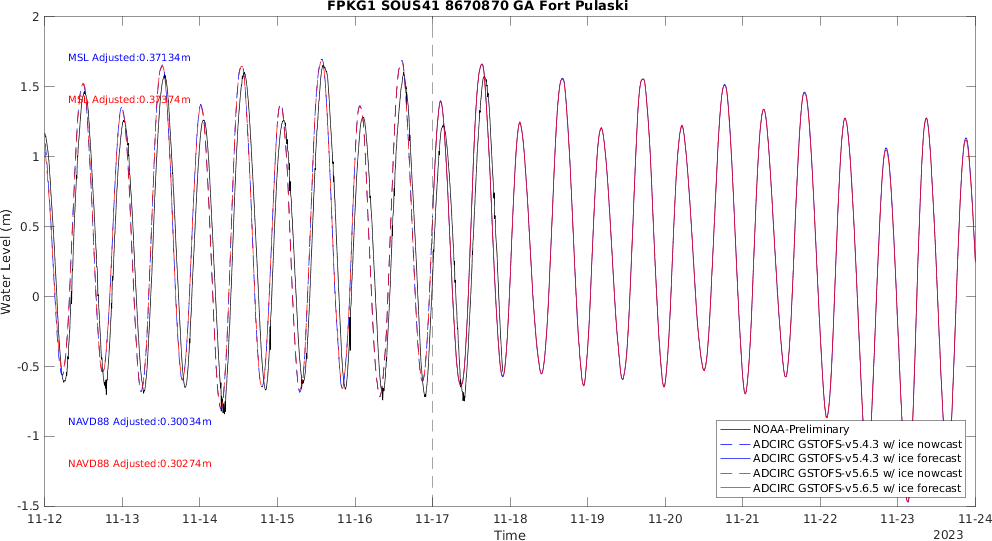 FPKG1 SOUS41 8670870 GA Fort Pulaski
2
1.5
1
0.5
0
-0.5
-1
-1.5
Water Level (m)
MSL Adjusted:0.37134m
MSL Adjusted:0.37374m
NAVD88 Adjusted:0.30034m
NAVD88 Adjusted:0.30274m
NOAA-Preliminary
ADCIRC GSTOFS-v5.4.3 w/ ice nowcast
ADCIRC GSTOFS-v5.4.3 w/ ice forecast
ADCIRC GSTOFS-v5.6.5 w/ ice nowcast
ADCIRC GSTOFS-v5.6.5 w/ ice forecast
11-12 11-13 11-14 11-15 11-16 11-17 11-18 11-19 11-20 11-21 11-22 11-23 11-24
Time
2023